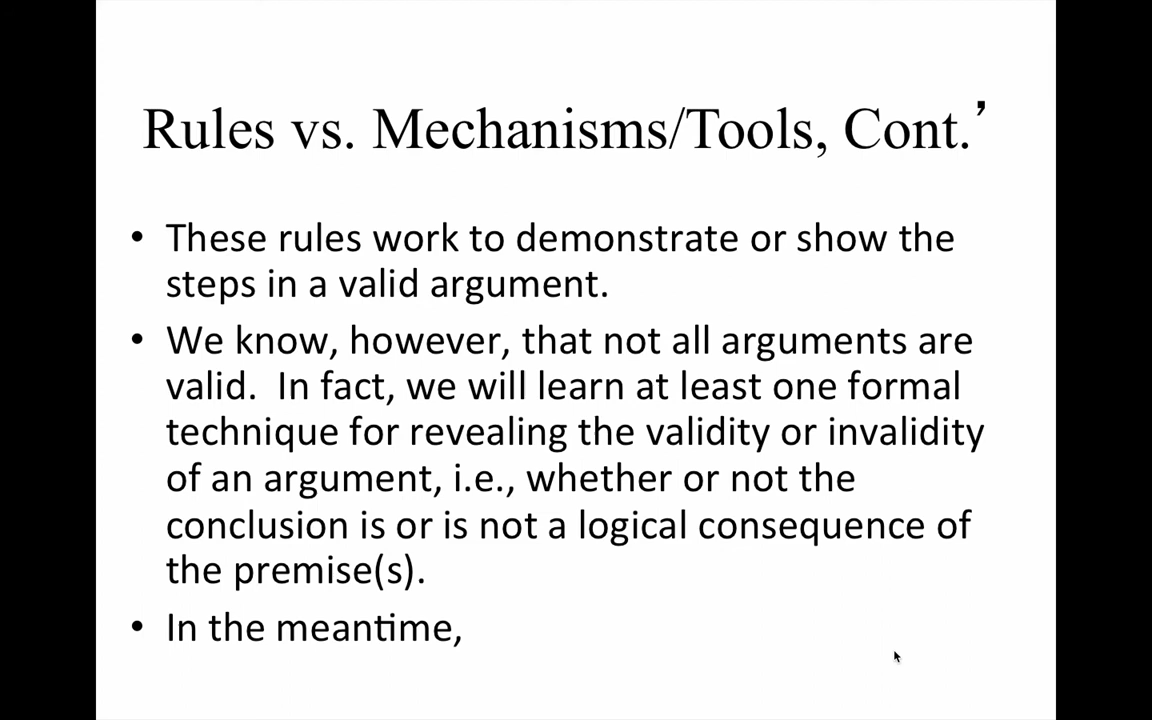 Rules vs. Mechanisms/Tools, Cont.’
• These rules work to demonstrate or show the
steps in a valid argument.
• We know, however, that not all arguments are
valid.  In fact, we will learn at least one formal
technique for revealing the validity or invalidity
of an argument, i.e., whether or not the
conclusion is or is not a logical consequence of
the premise(s).
• In the meantime,